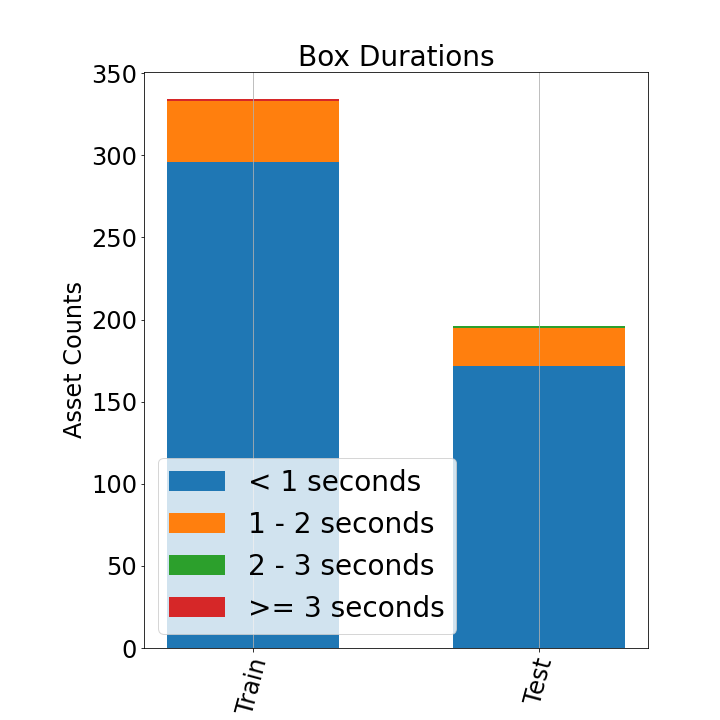 Box Durations
350
300
250
200
150
100
50
0
Asset Counts
< 1 seconds
1 - 2 seconds
2 - 3 seconds
>= 3 seconds
Train
Test